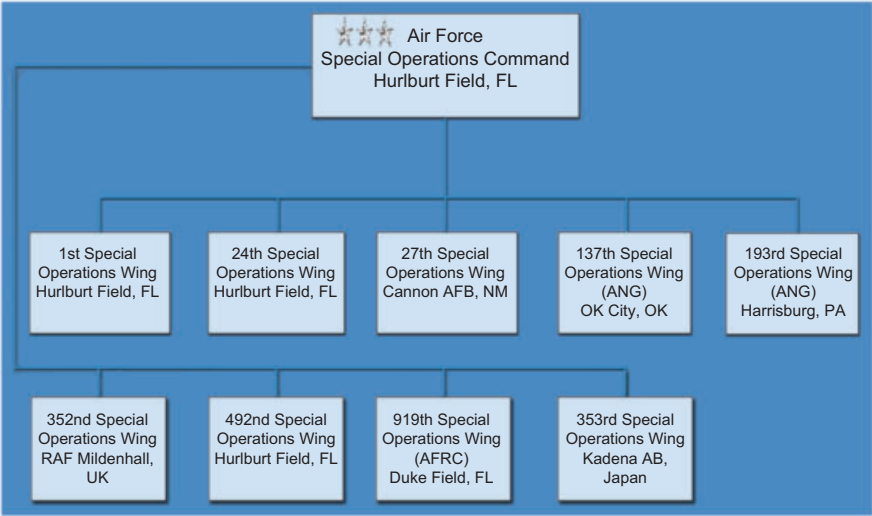 Air Force
Special Operations Command
Hurlburt Field, FL
1st Special
Operations Wing
Hurlburt Field, FL
24th Special
Operations Wing
Hurlburt Field, FL
27th Special
Operations Wing
Cannon AFB, NM
137th Special
Operations Wing
(ANG)
OK City, OK
193rd Special
Operations Wing
(ANG)
Harrisburg, PA
352nd Special
Operations Wing
RAF Mildenhall,
UK
492nd Special
Operations Wing
Hurlburt Field, FL
919th Special
Operations Wing
(AFRC)
Duke Field, FL
353rd Special
Operations Wing
Kadena AB,
Japan